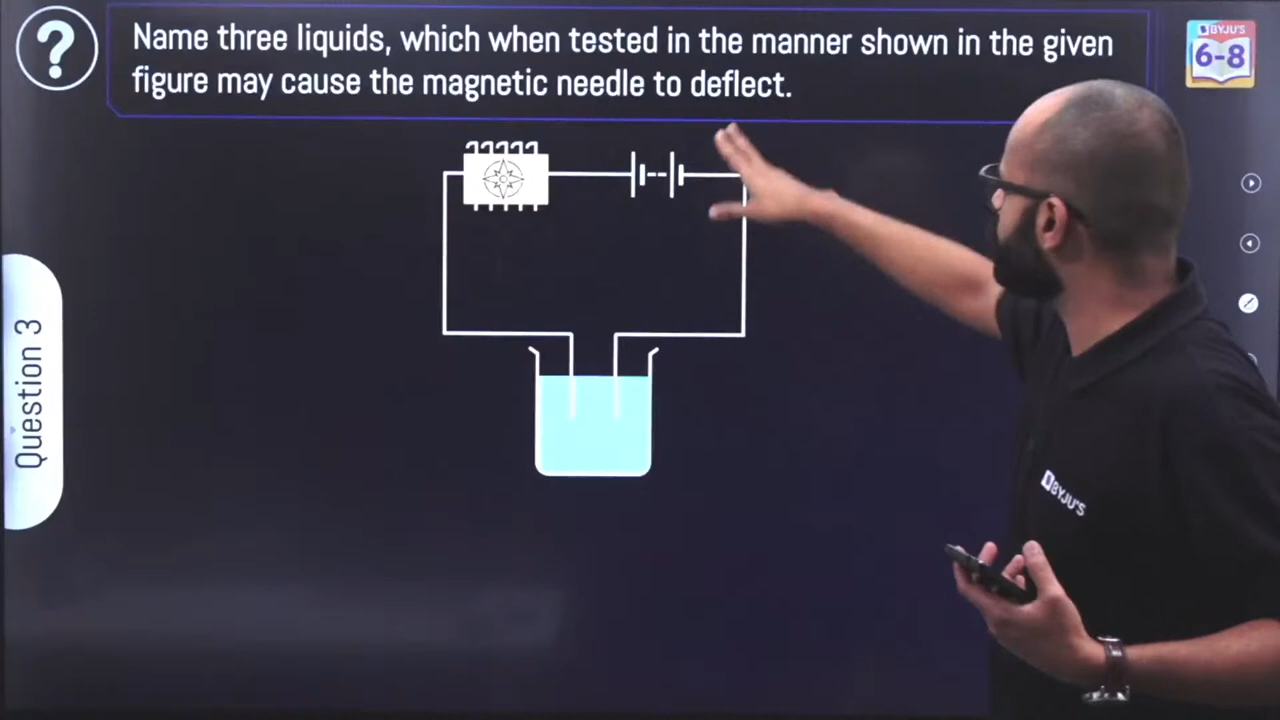 ?
Name three liquids, which when tested in the manner shown in the given
figure may cause the magnetic needle to deflect.
BYJU'S
6-8
Question 3
BYJU'S